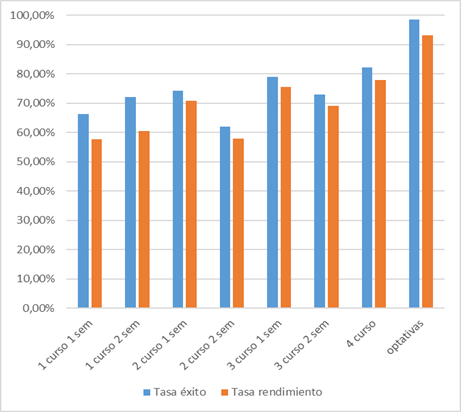 100,00%
90,00%
80,00%
70,00%
60,00%
50,00%
40,00%
30,00%
20,00%
10,00%
0,00%
1 curso 1 sem
1 curso 2 sem
2 curso 1 sem
2 curso 2 sem
3 curso 1 sem
3 curso 2 sem
4 curso
optativas
Tasa éxito
Tasa rendimiento